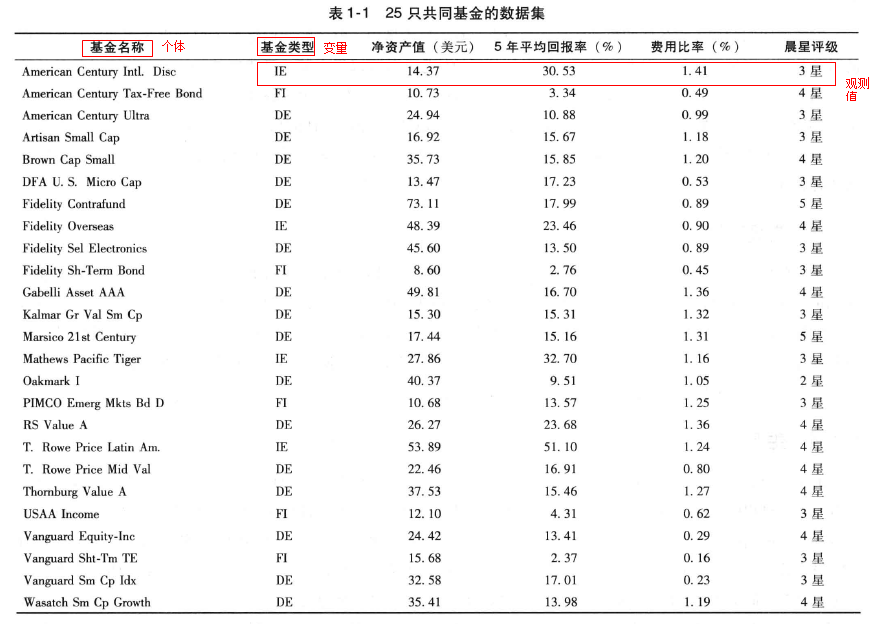 表 1-1 25 只共同基金的数据集
基金名称 个体 基金类型 变量 净资产值（美元） 5 年平均回报率（%） 费用比率（%） 晨星评级
American Century Intl. Disc IE 14.37 30.53 1.41 3 星 观测值
American Century Tax-Free Bond FI 10.73 3.34 0.49 4 星
American Century Ultra DE 24.94 10.88 0.99 3 星
Artisan Small Cap DE 16.92 15.67 1.18 3 星
Brown Cap Small DE 35.73 15.85 1.20 4 星
DFA U. S. Micro Cap DE 13.47 17.23 0.53 3 星
Fidelity Contrafund DE 73.11 17.99 0.89 5 星
Fidelity Overseas IE 48.39 23.46 0.90 4 星
Fidelity Sel Electronics DE 45.60 13.50 0.89 3 星
Fidelity Sh-Term Bond FI 8.60 2.76 0.45 3 星
Gabelli Asset AAA DE 49.81 16.70 1.36 4 星
Kalmar Gr Val Sm Cp DE 15.30 15.31 1.32 3 星
Marsico 21st Century DE 17.44 15.16 1.31 5 星
Mathews Pacific Tiger IE 27.86 32.70 1.16 3 星
Oakmark I DE 40.37 9.51 1.05 2 星
PIMCO Emerg Mkts Bd D FI 10.68 13.57 1.25 3 星
RS Value A DE 26.27 23.68 1.36 4 星
T. Rowe Price Latin Am. IE 53.89 51.10 1.24 4 星
T. Rowe Price Mid Val DE 22.46 16.91 0.80 4 星
Thornburg Value A DE 37.53 15.46 1.27 4 星
USAA Income FI 12.10 4.31 0.62 3 星
Vanguard Equity-Inc DE 24.42 13.41 0.29 4 星
Vanguard Sht-Tm TE FI 15.68 2.37 0.16 3 星
Vanguard Sm Cp Idx DE 32.58 17.01 0.23 3 星
Wasatch Sm Cp Growth DE 35.41 13.98 1.19 4 星